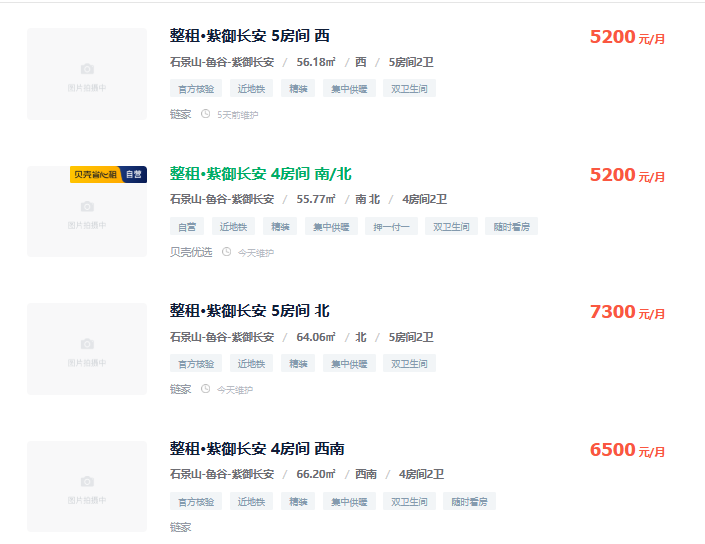 整租·紫御长安 5房间 西
5200 元/月
石景山-鲁谷-紫御长安 / 56.18㎡ / 西 / 5房间2卫
图片拍摄中
官方核验 近地铁 精装 集中供暖 双卫生间
链家 5天前维护
贝壳省心租 自营
整租·紫御长安 4房间 南/北
5200 元/月
石景山-鲁谷-紫御长安 / 55.77㎡ / 南 北 / 4房间2卫
图片拍摄中
自营 近地铁 精装 集中供暖 押一付一 双卫生间 随时看房
贝壳优选 今天维护
整租·紫御长安 5房间 北
7300 元/月
石景山-鲁谷-紫御长安 / 64.06㎡ / 北 / 5房间2卫
图片拍摄中
官方核验 近地铁 精装 集中供暖 双卫生间
链家 今天维护
整租·紫御长安 4房间 西南
6500 元/月
石景山-鲁谷-紫御长安 / 66.20㎡ / 西南 / 4房间2卫
图片拍摄中
官方核验 近地铁 精装 集中供暖 双卫生间 随时看房
链家